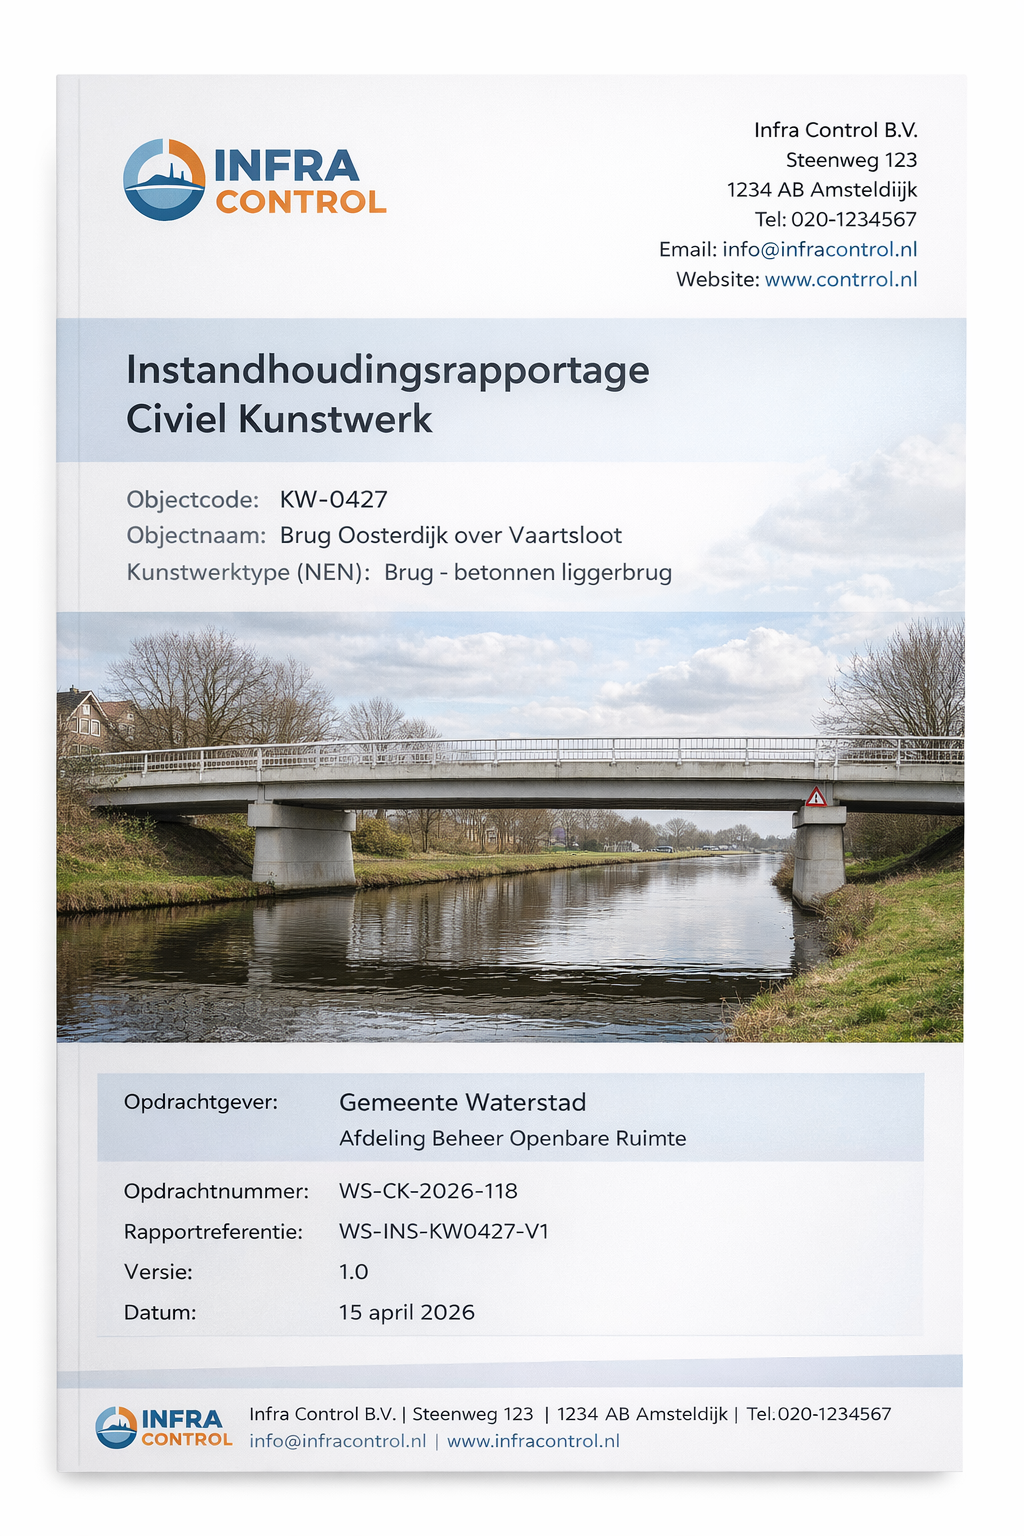 INFRA
CONTROL
Infra Control B.V.
Steenweg 123
1234 AB Amsteldiijk
Tel: 020-1234567
Email: info@infracontrol.nl
Website: www.contrrol.nl
Instandhoudingsrapportage
Civiel Kunstwerk
Objectcode: KW-0427
Objectnaam: Brug Oosterdijk over Vaartsloot
Kunstwerktype (NEN): Brug - betonnen liggerbrug
Opdrachtgever: Gemeente Waterstad
Afdeling Beheer Openbare Ruimte
Opdrachtnummer: WS-CK-2026-118
Rapportreferentie: WS-INS-KW0427-V1
Versie: 1.0
Datum: 15 april 2026
INFRA
CONTROL
Infra Control B.V. | Steenweg 123 | 1234 AB Amsteldijk | Tel.:020-1234567
info@infracontrol.nl | www.infracontrol.nl